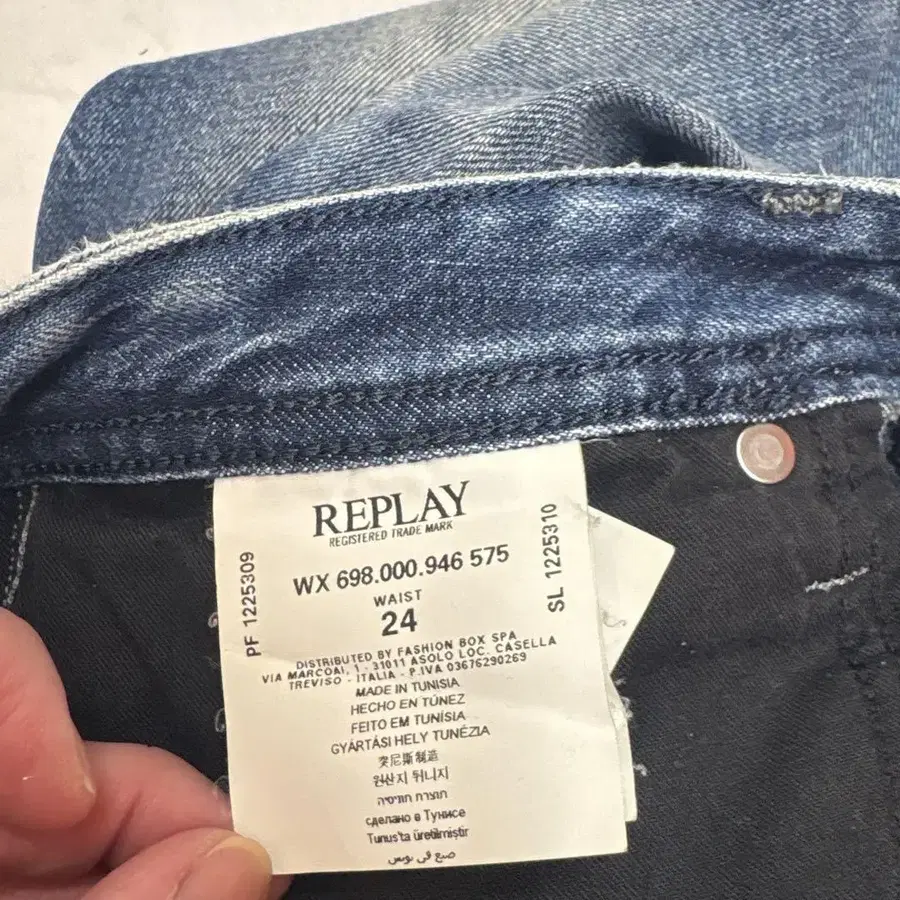 REPLAY
REGISTERED TRADE MARK
WX 698.000.946 575
WAIST
24
PF 1225309
SL 1225310
DISTRIBUTED BY FASHION BOX SPA
VIA MARCOAI, 1 - 31011 ASOLO LOC. CASELLA
TREVISO - ITALIA - P.IVA 03676290269
MADE IN TUNISIA
HECHO EN TÚNEZ
FEITO EM TUNÍSIA
GYÁRTÁSI HELY TUNÉZIA
突尼斯制造
원산지 튀니지
תוצרת תוניסיה
сделано в Тунисе
Tunus'ta üretilmiştir
صنع في تونس